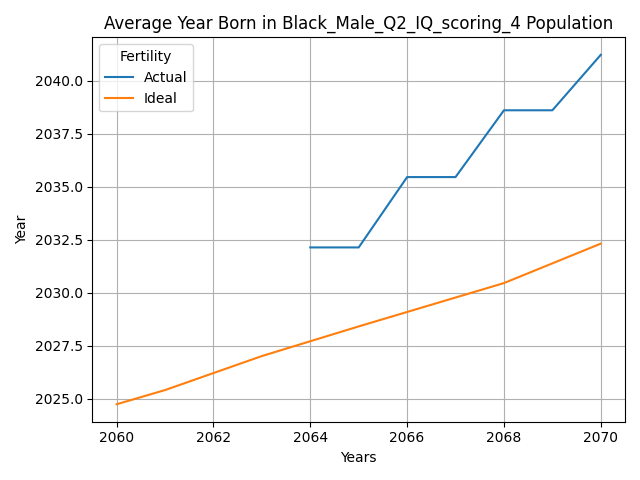 Average Year Born in Black_Male_Q2_IQ_scoring_4 Population
Fertility
Actual
Ideal
2040.0
2037.5
2035.0
2032.5
2030.0
2027.5
2025.0
Year
2060 2062 2064 2066 2068 2070
Years